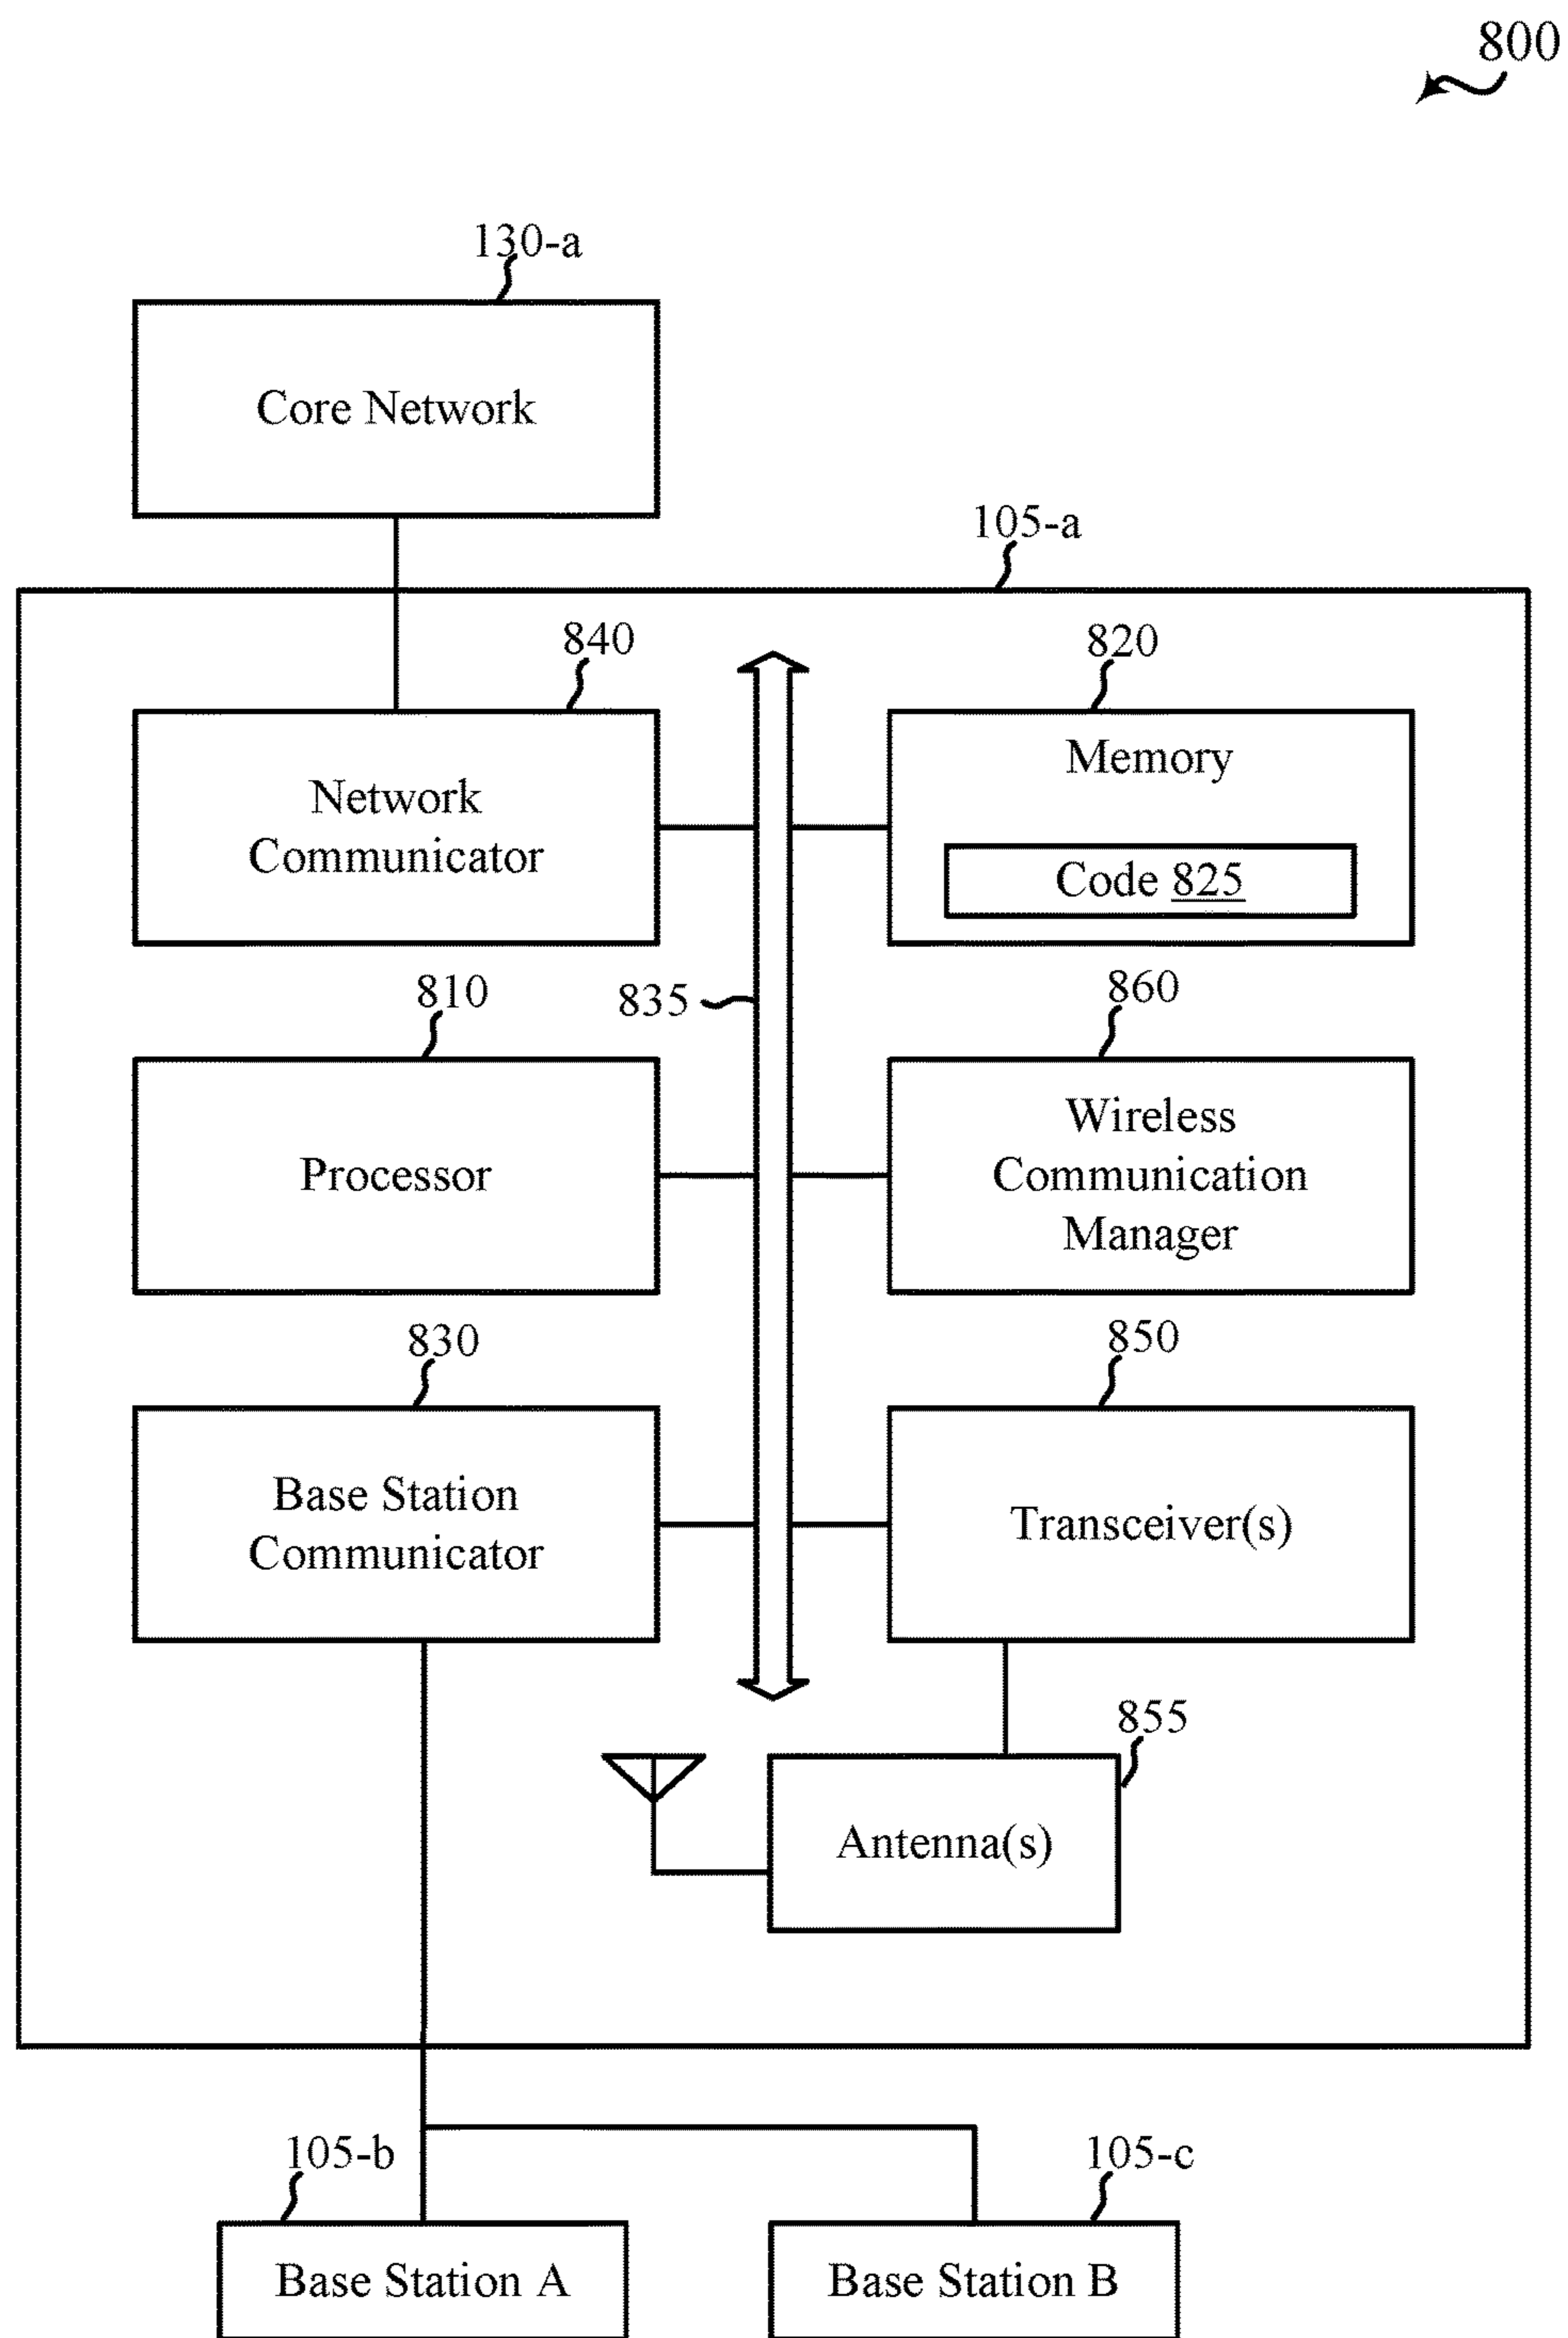 800
130-a
Core Network
105-a
840
820
Network
Communicator
Memory
Code 825
810
835
860
Processor
Wireless
Communication
Manager
830
850
Base Station
Communicator
Transceiver(s)
855
Antenna(s)
105-b
105-c
Base Station A
Base Station B